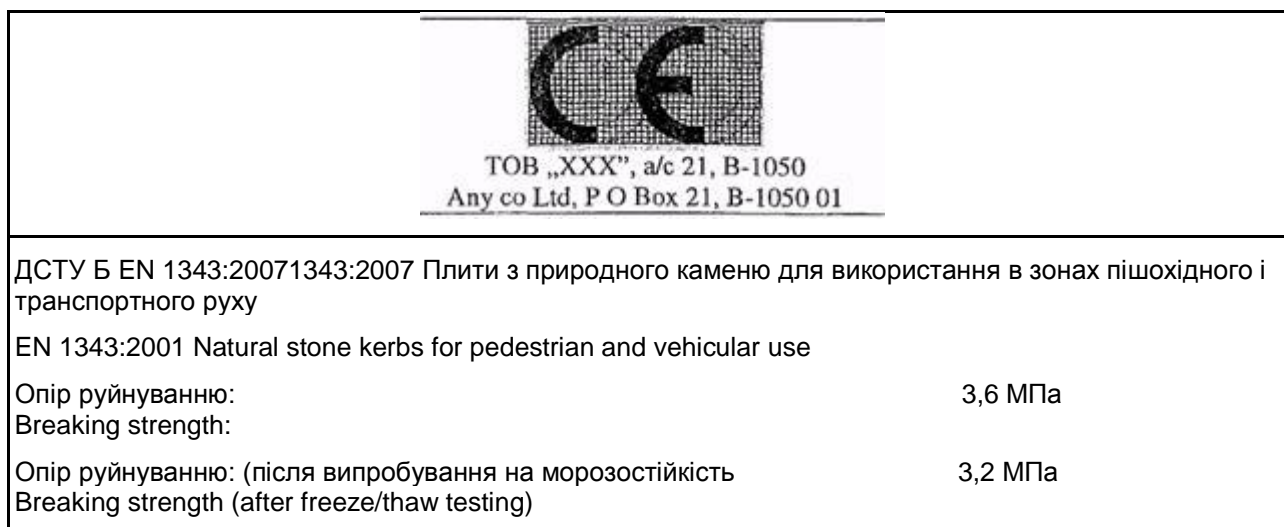 CE
ТОВ „XXX”, а/с 21, В-1050
Any co Ltd, P O Box 21, B-1050 01
ДСТУ Б EN 1343:20071343:2007 Плити з природного каменю для використання в зонах пішохідного і
транспортного руху
EN 1343:2001 Natural stone kerbs for pedestrian and vehicular use
Опір руйнуванню: 3,6 МПа
Breaking strength:
Опір руйнуванню: (після випробування на морозостійкість 3,2 МПа
Breaking strength (after freeze/thaw testing)